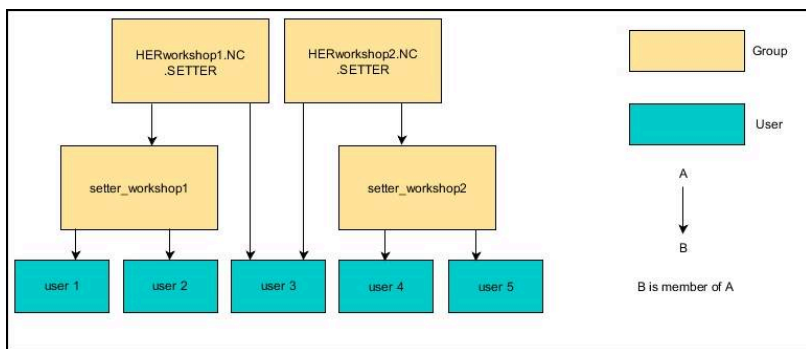 HERworkshop1.NC
.SETTER
HERworkshop2.NC
.SETTER
Group
User
setter_workshop1
setter_workshop2
A
B
user 1
user 2
user 3
user 4
user 5
B is member of A